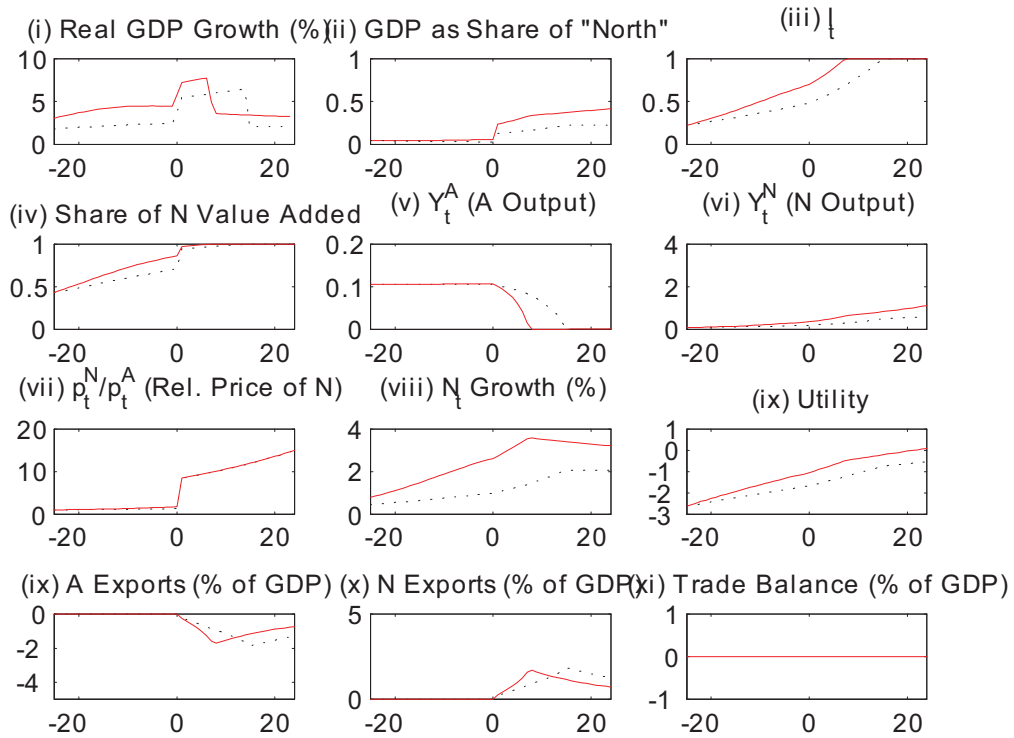 (i) Real GDP Growth (%)
(ii) GDP as Share of "North"
(iii) l_t
10
5
0
-20 0 20
1
0.5
0
-20 0 20
1
0.5
0
-20 0 20
(iv) Share of N Value Added
(v) Y_t^A (A Output)
(vi) Y_t^N (N Output)
1
0.5
0
-20 0 20
0.2
0.1
0
-20 0 20
4
2
0
-20 0 20
(vii) p_t^N/p_t^A (Rel. Price of N)
(viii) N_t Growth (%)
(ix) Utility
20
10
0
-20 0 20
4
2
0
-20 0 20
1
0
-1
-2
-3
-20 0 20
(ix) A Exports (% of GDP)
(x) N Exports (% of GDP)
(xi) Trade Balance (% of GDP)
0
-2
-4
-20 0 20
5
0
-20 0 20
1
0
-1
-20 0 20